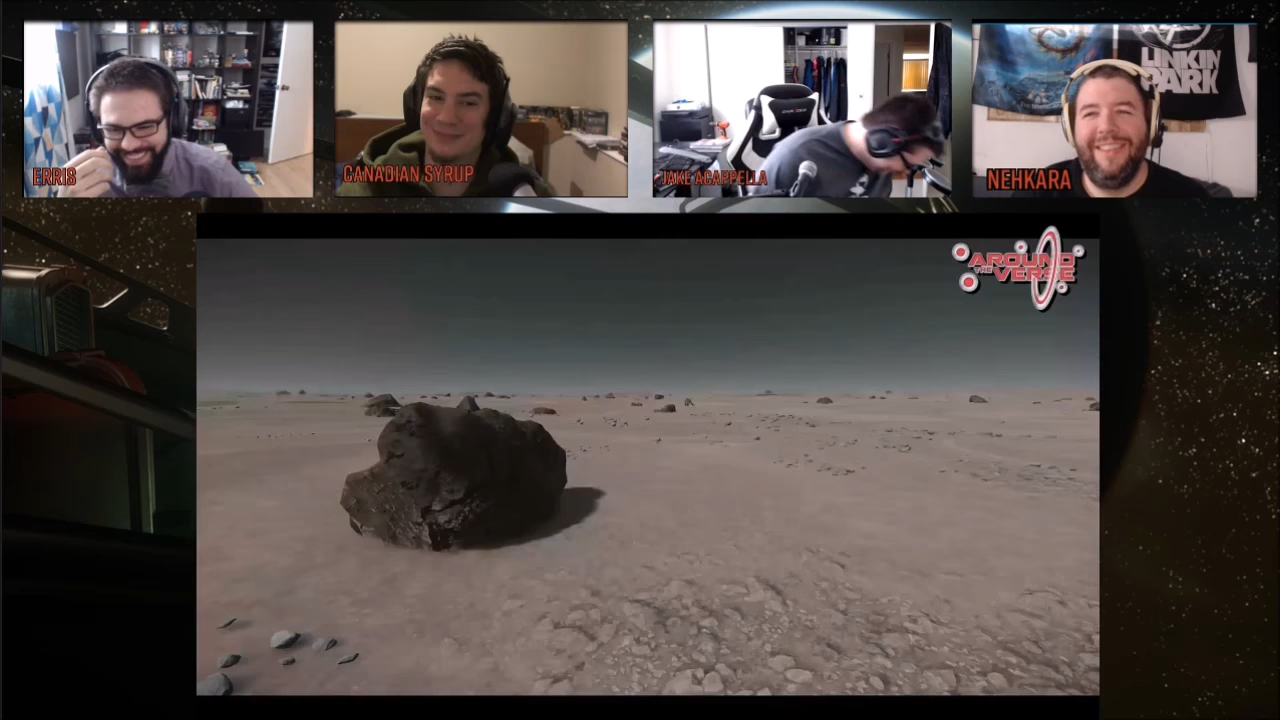 ERRIS
CANADIAN SYRUP
JAKE ACAPPELLA
NEHKARA
LINKIN
PARK
AROUND
THE
VERSE